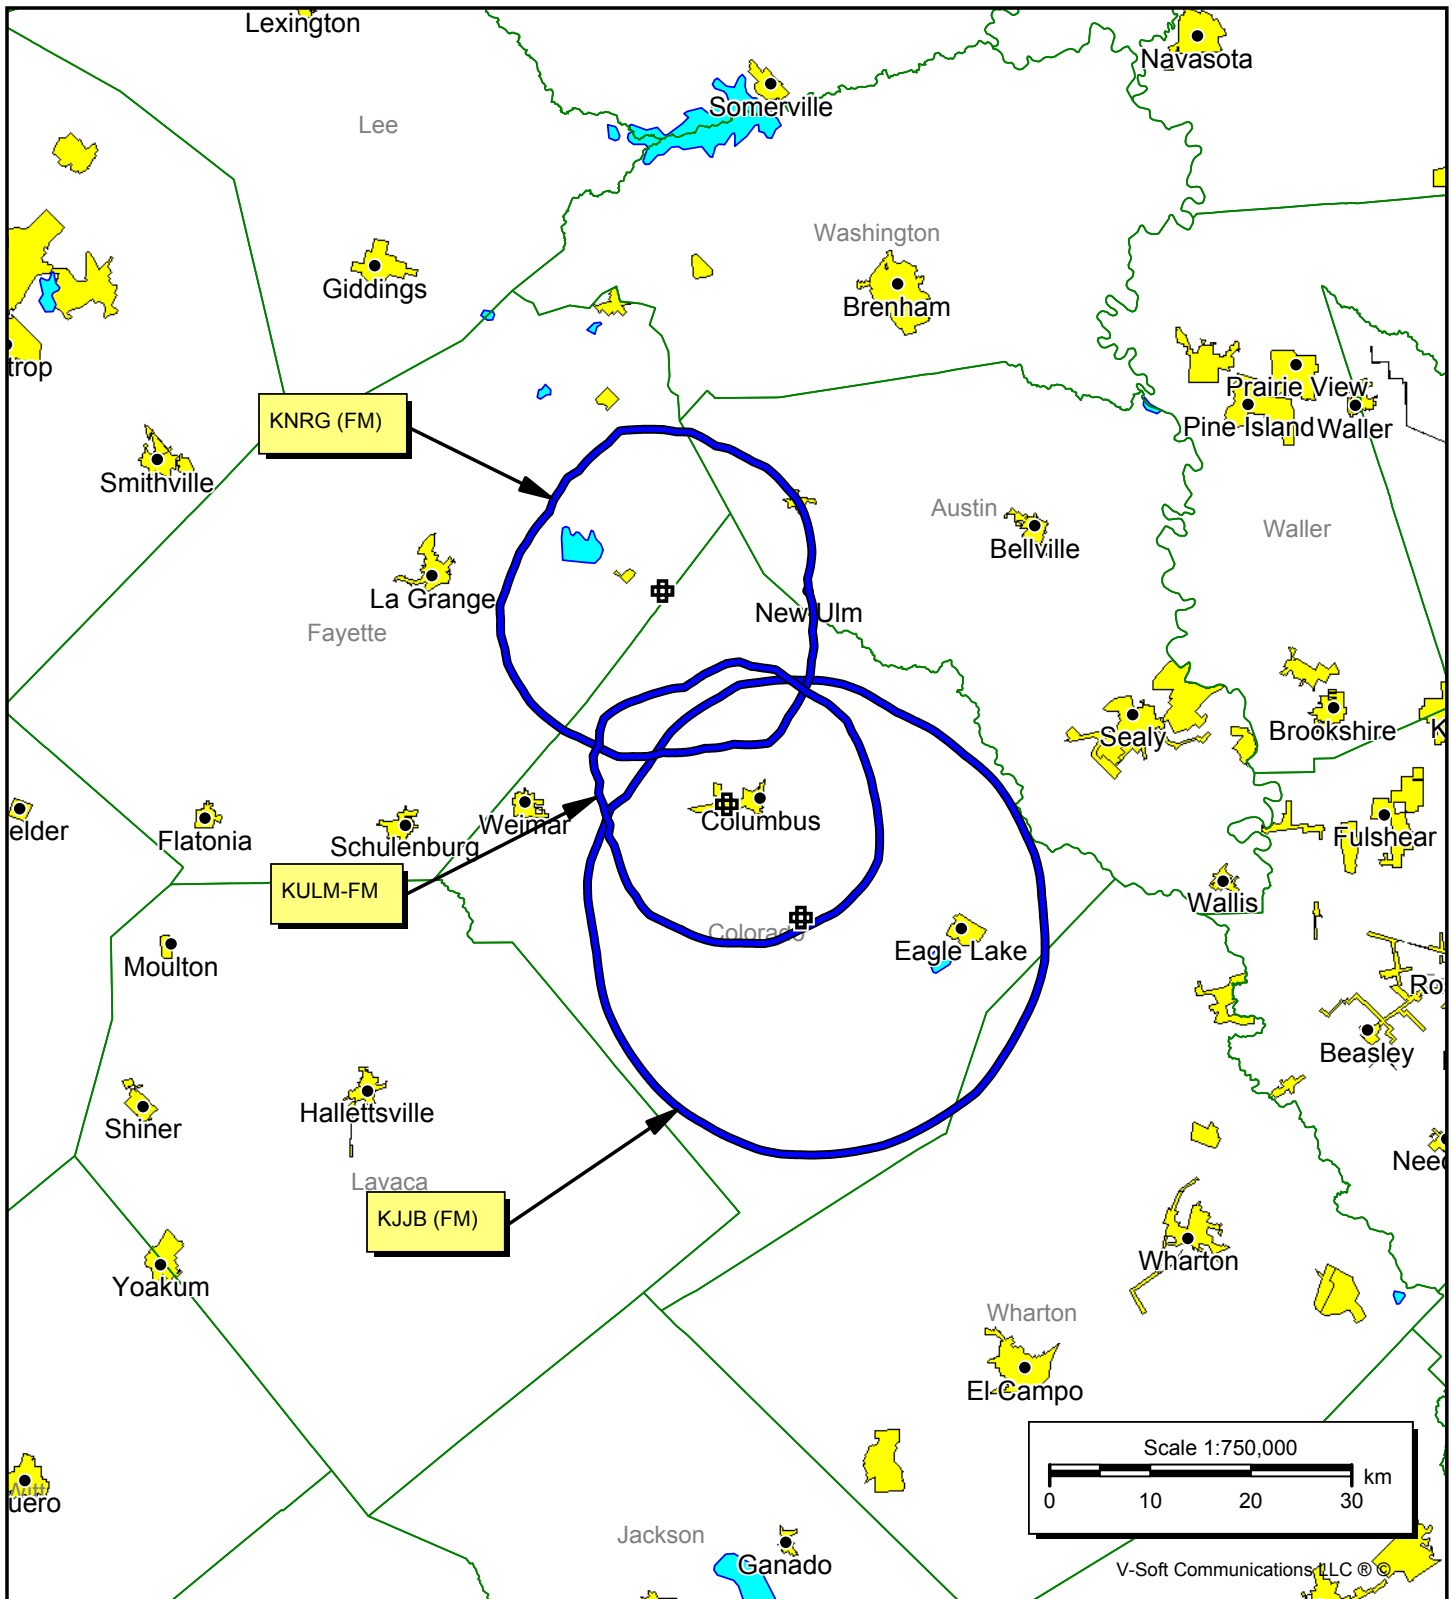 Lexington
Navasota
Somerville
Lee
Washington
Giddings
Brenham
trop
Prairie View
KNRG (FM)
Pine Island
Waller
Smithville
Austin
Waller
Bellville
La Grange
New Ulm
Fayette
Sealy
Brookshire
K
elder
Flatonia
Schulenburg
Weimar
Columbus
Fulshear
KULM-FM
Wallis
Colorado
Eagle Lake
Moulton
Ro
Beasley
Shiner
Hallettsville
Need
Lavaca
KJJB (FM)
Wharton
Yoakum
Wharton
El Campo
Scale 1:750,000
km
0 10 20 30
Witt
uero
Jackson
Ganado
V-Soft Communications LLC ® ©